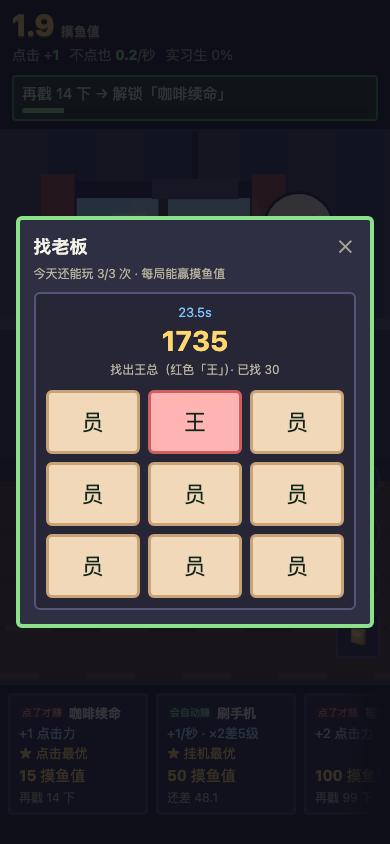 1.9 摸鱼值
点击 +1 不点也 0.2/秒 实习生 0%
再戳 14 下 → 解锁「咖啡续命」
找老板 ×
今天还能玩 3/3 次 · 每局能赢摸鱼值
23.5s
1735
找出王总（红色「王」）· 已找 30
员 王 员
员 员 员
员 员 员
点了才赚 咖啡续命
+1 点击力
★ 点击最优
15 摸鱼值
再戳 14 下
会自动赚 刷手机
+1/秒 · ×2差5级
★ 挂机最优
50 摸鱼值
还差 48.1
点了才赚
+2 点击力
100 摸鱼
再戳 99 下